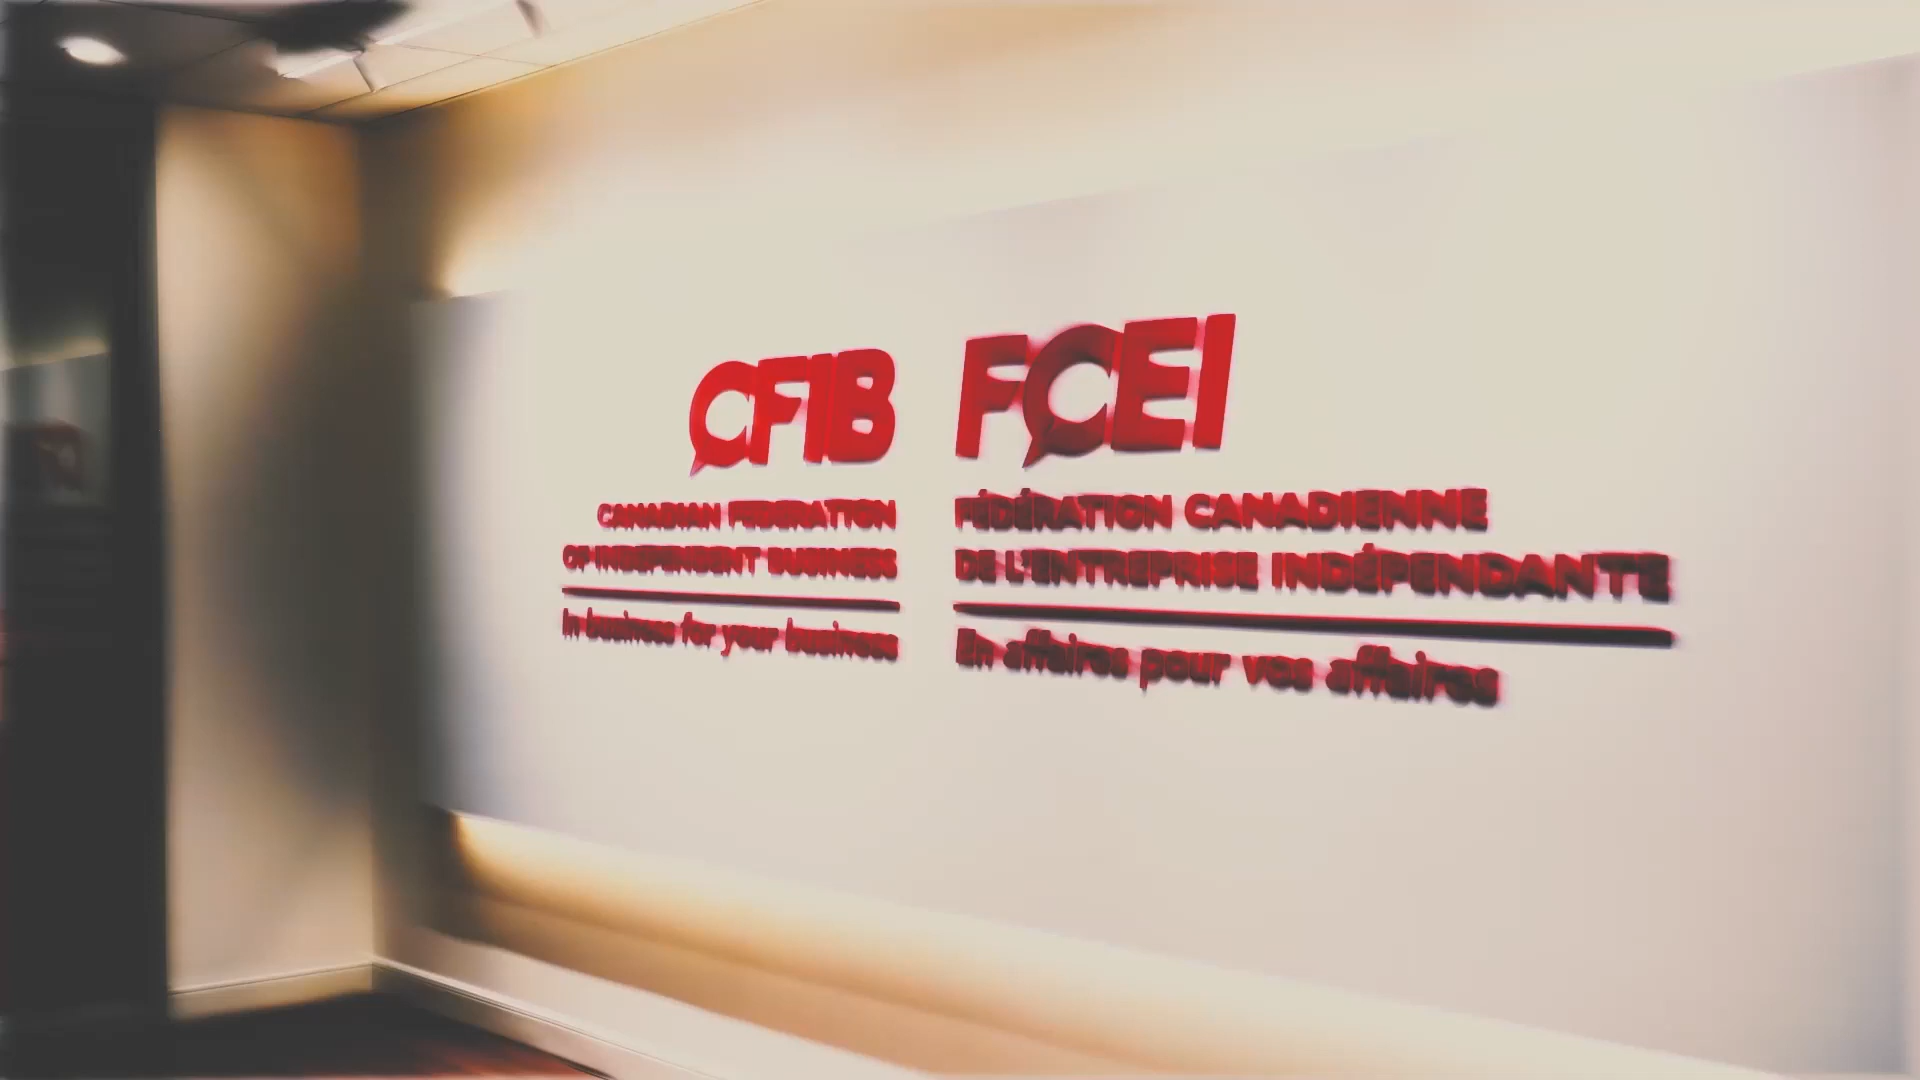 CFIB
CANADIAN FEDERATION
OF INDEPENDENT BUSINESS
In business for your business
FCEI
FÉDÉRATION CANADIENNE
DE L'ENTREPRISE INDÉPENDANTE
En affaires pour vos affaires